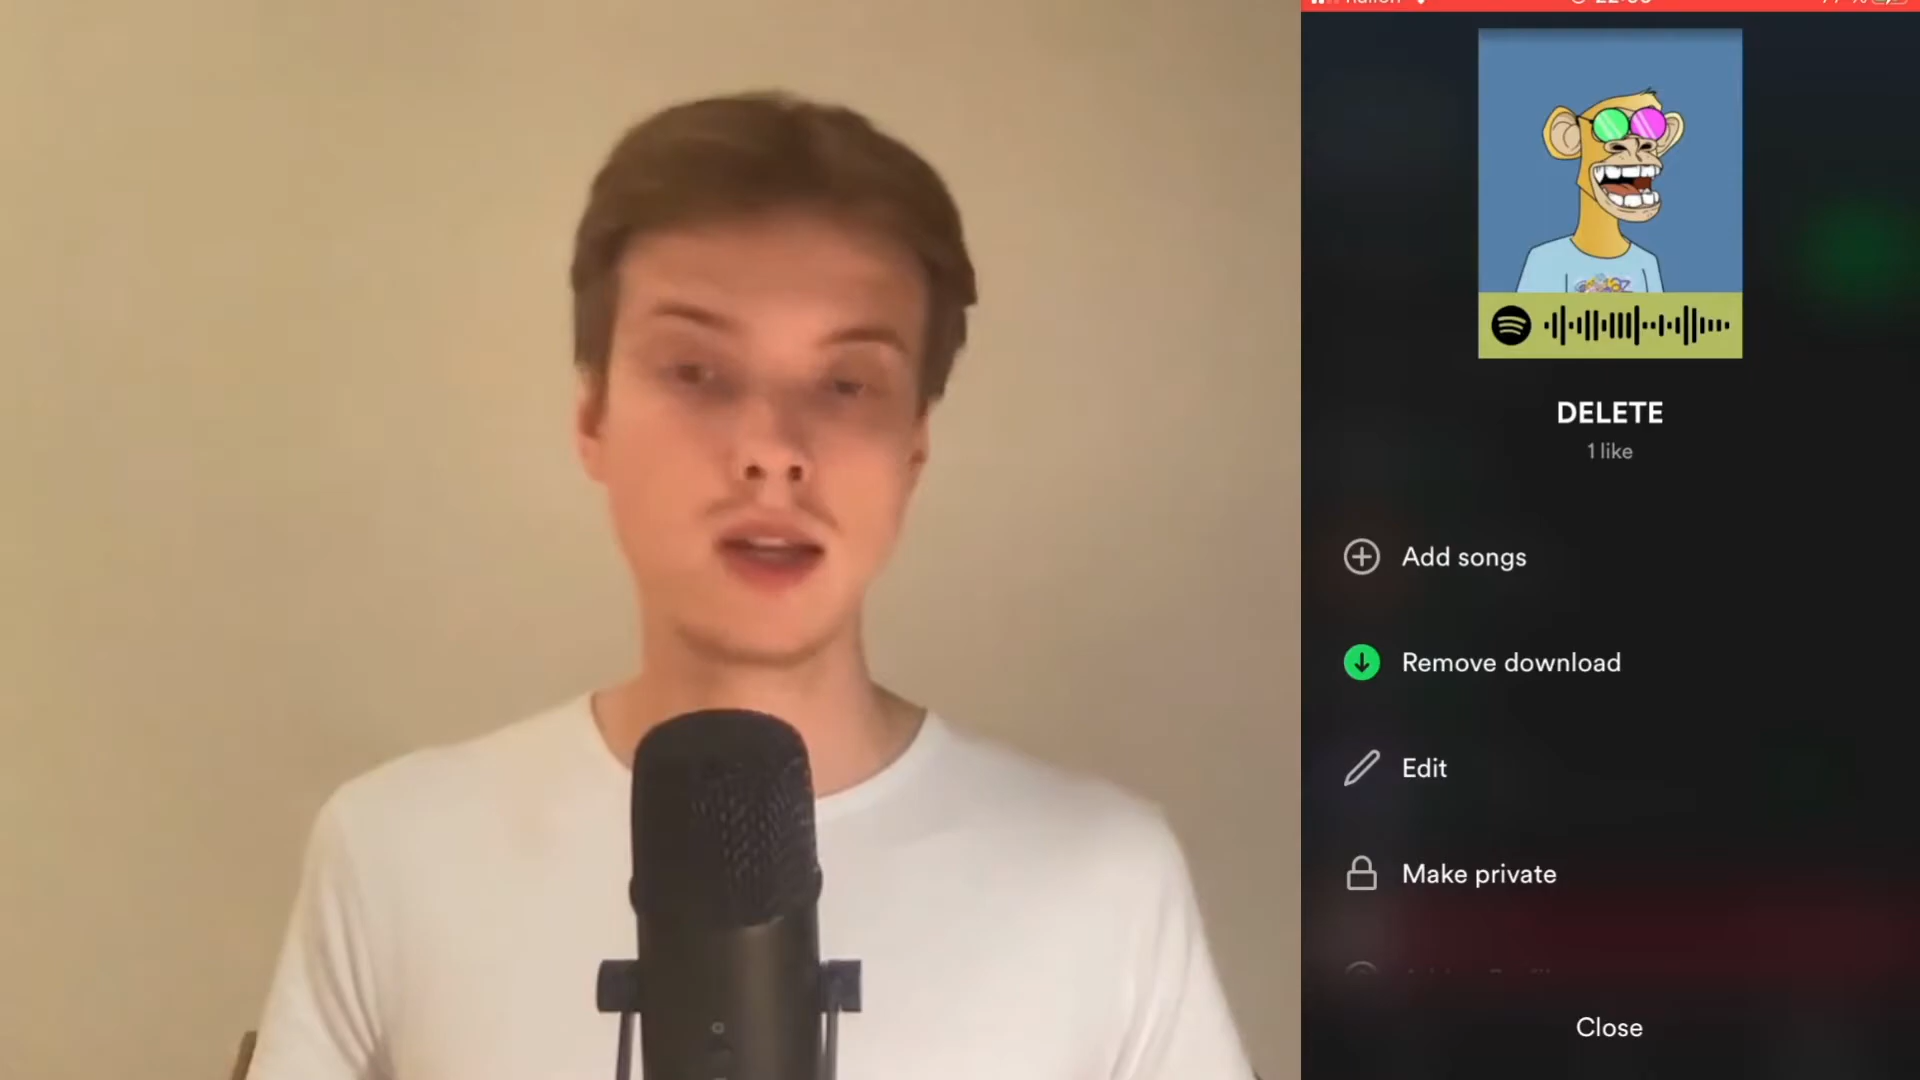 DELETE
1 like
Add songs
Remove download
Edit
Make private
Close